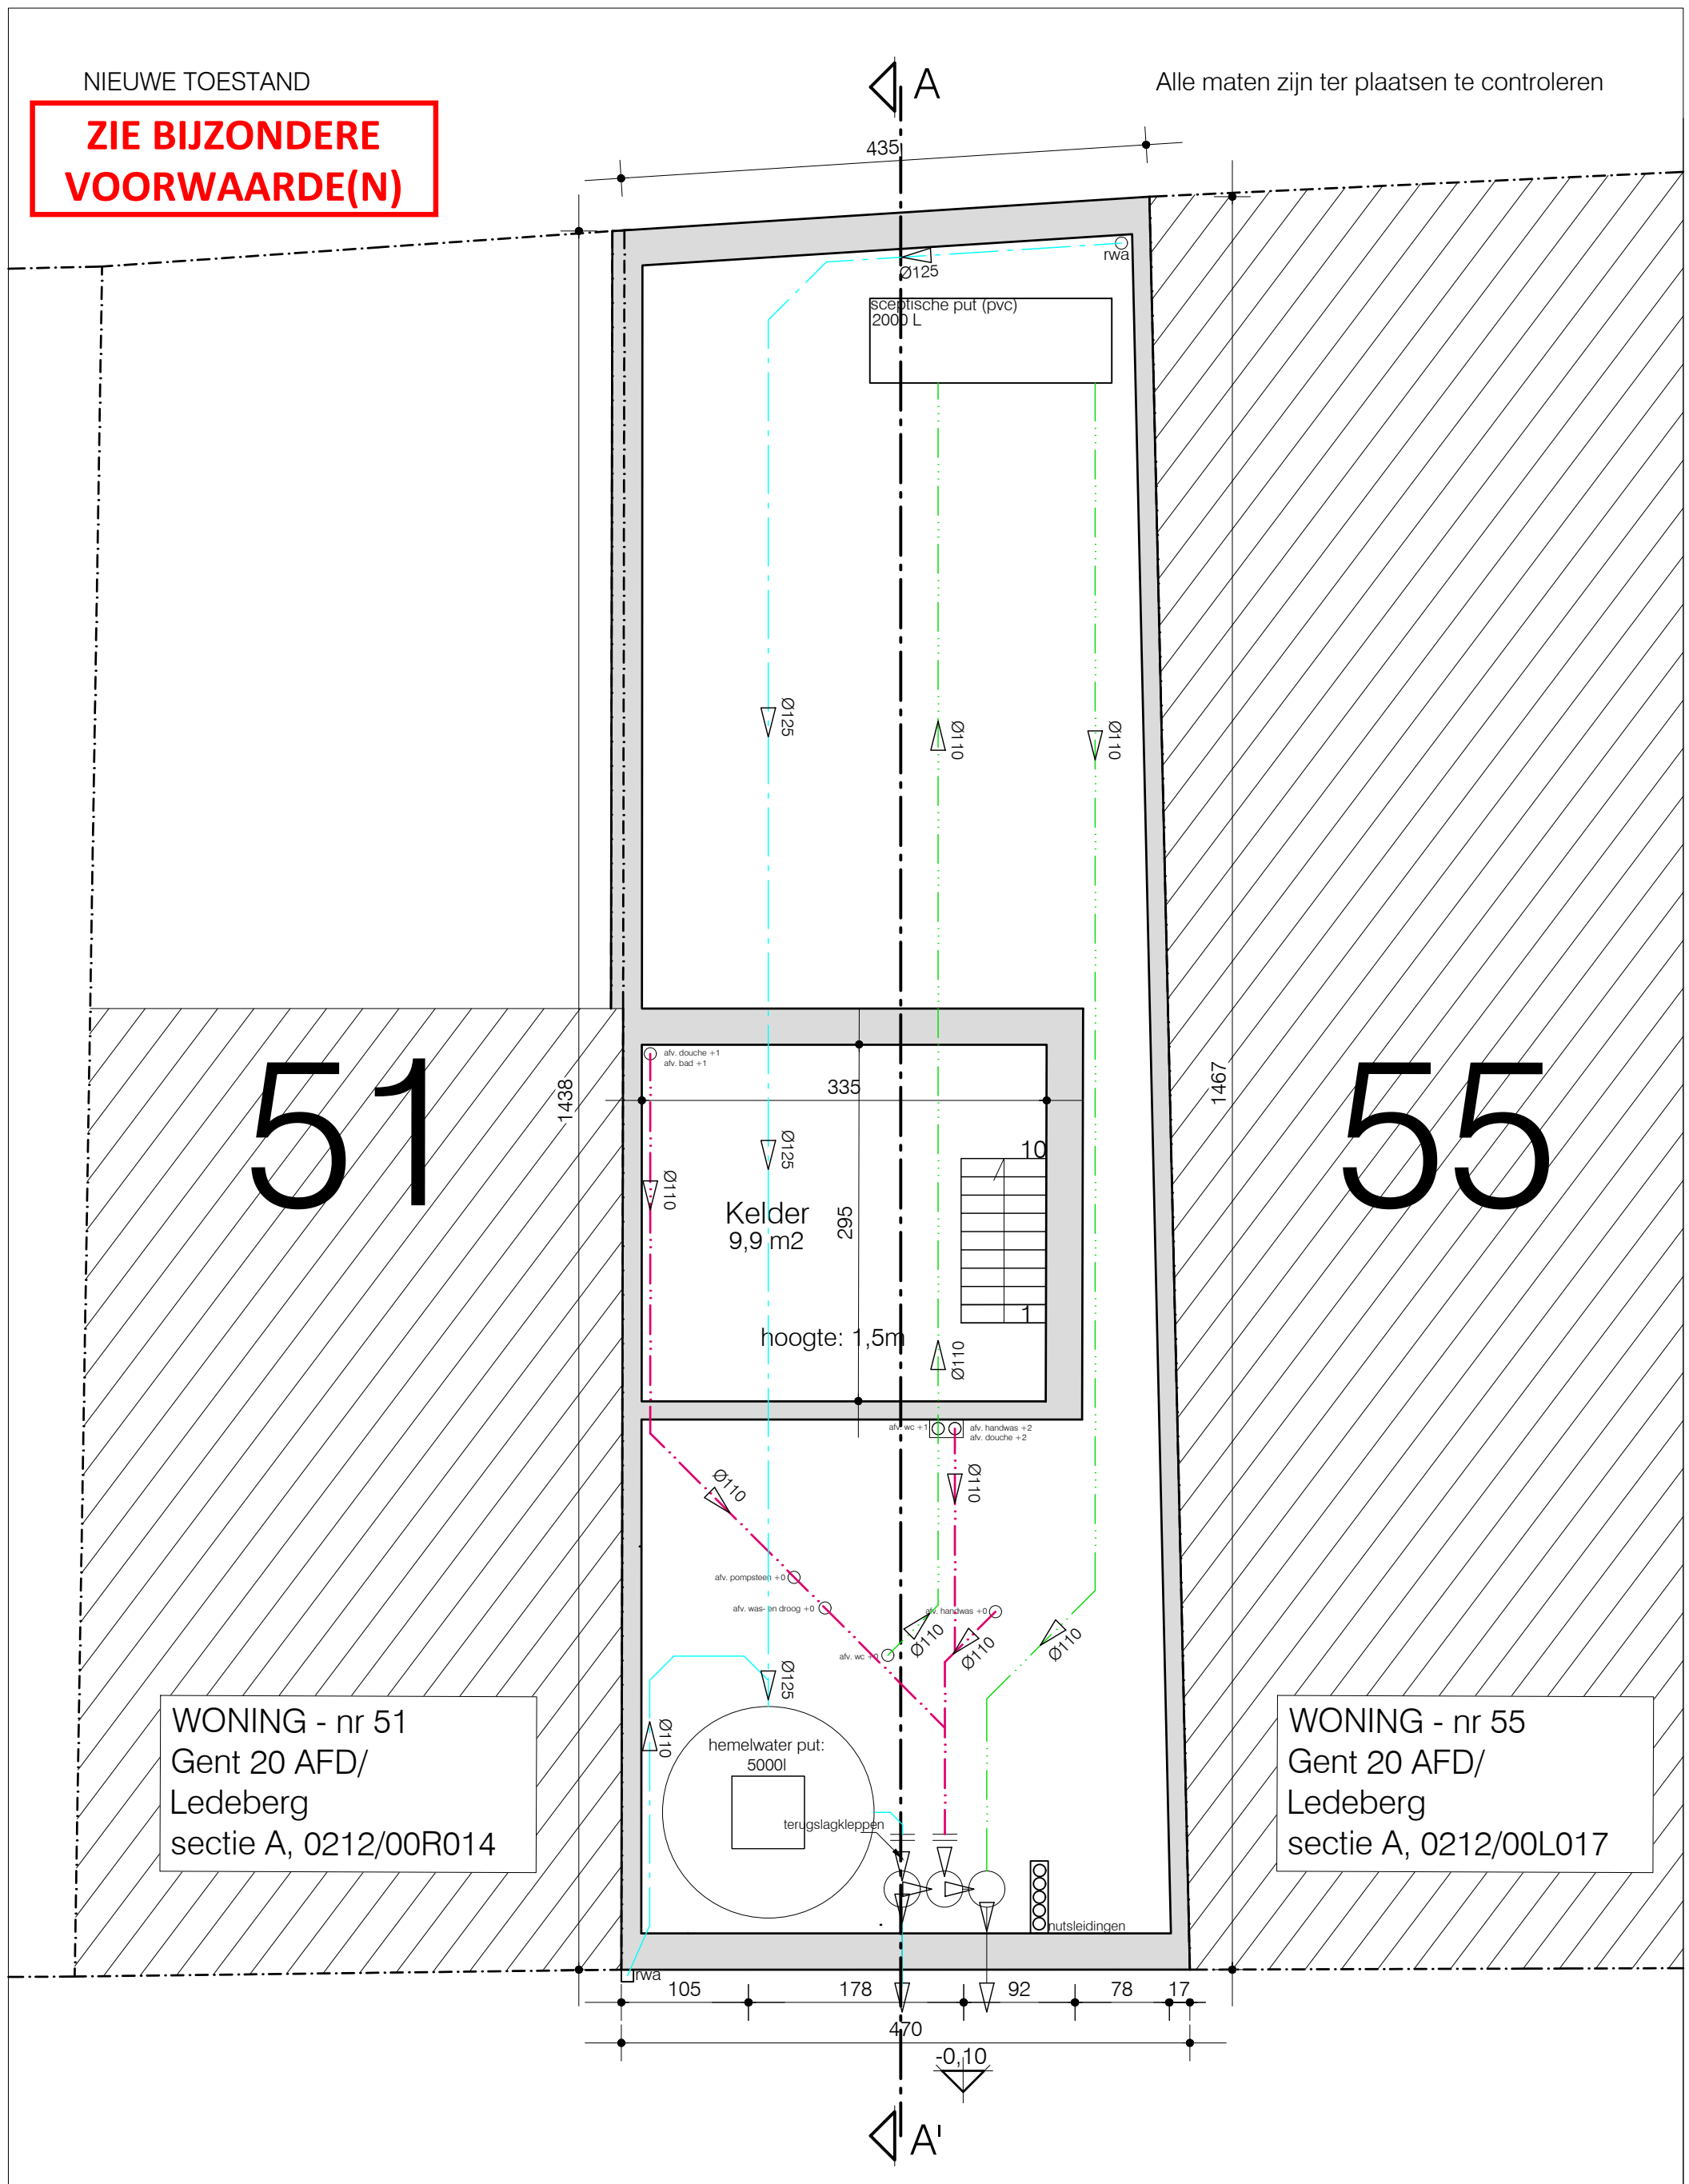 NIEUWE TOESTAND
Alle maten zijn ter plaatsen te controleren
ZIE BIJZONDERE
VOORWAARDE(N)
A
435
rwa
Ø125
sceptische put (pvc)
2000 L
Ø125
Ø110
Ø110
51
55
1438
1467
afv. douche +1
afv. bad +1
335
10
Ø125
Ø110
Kelder
9,9 m2
295
hoogte: 1,5m
1
Ø110
afv. wc +1
afv. handwas +2
afv. douche +2
Ø110
Ø110
afv. pompsteen +0
afv. was- en droog +0
afv. handwas +0
Ø110
Ø110
Ø110
afv. wc +0
Ø125
Ø110
WONING - nr 51
Gent 20 AFD/
Ledeberg
sectie A, 0212/00R014
hemelwater put:
5000l
terugslagkleppen
WONING - nr 55
Gent 20 AFD/
Ledeberg
sectie A, 0212/00L017
nutsleidingen
rwa
105
178
92
78
17
470
-0,10
A'